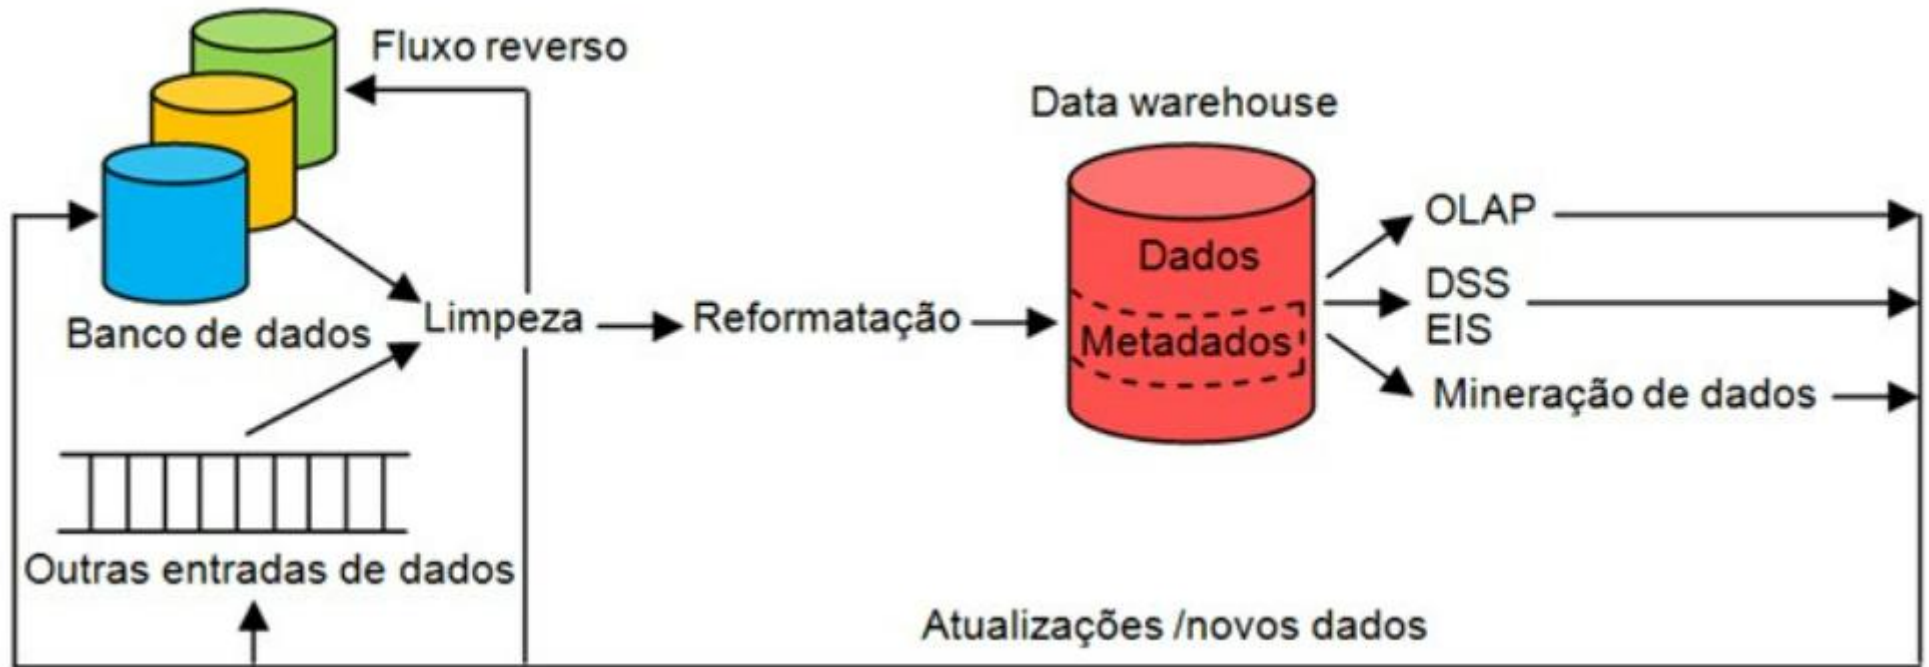 Fluxo reverso
Data warehouse
OLAP
Dados
DSS
EIS
Banco de dados
Limpeza
Reformatação
Metadados
Mineração de dados
Outras entradas de dados
Atualizações /novos dados